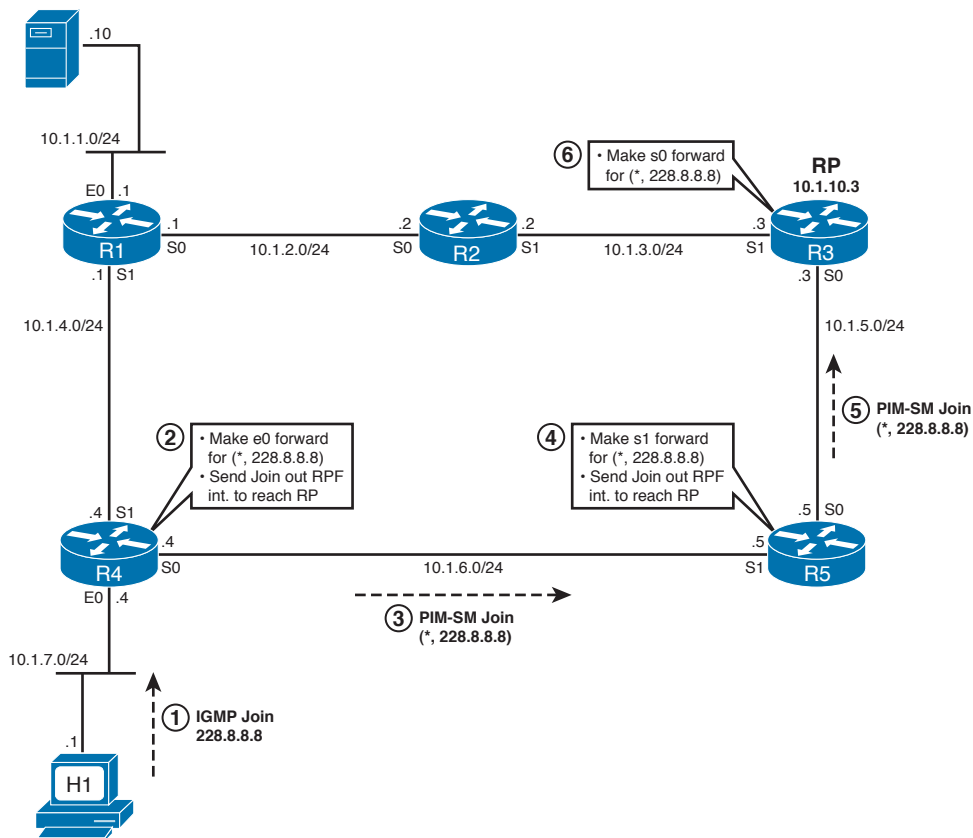 .10
10.1.1.0/24
E0 .1
R1
.1
S0
.1 S1
10.1.2.0/24
.2
S0
R2
.2
S1
10.1.3.0/24
6
• Make s0 forward
for (*, 228.8.8.8)
RP
10.1.10.3
.3
S1
R3
.3 S0
10.1.4.0/24
10.1.5.0/24
5 PIM-SM Join
(*, 228.8.8.8)
2
• Make e0 forward
for (*, 228.8.8.8)
• Send Join out RPF
int. to reach RP
4
• Make s1 forward
for (*, 228.8.8.8)
• Send Join out RPF
int. to reach RP
.4 S1
R4
.4
S0
E0 .4
10.1.6.0/24
.5 S0
.5
S1
R5
3 PIM-SM Join
(*, 228.8.8.8)
10.1.7.0/24
1 IGMP Join
228.8.8.8
.1
H1